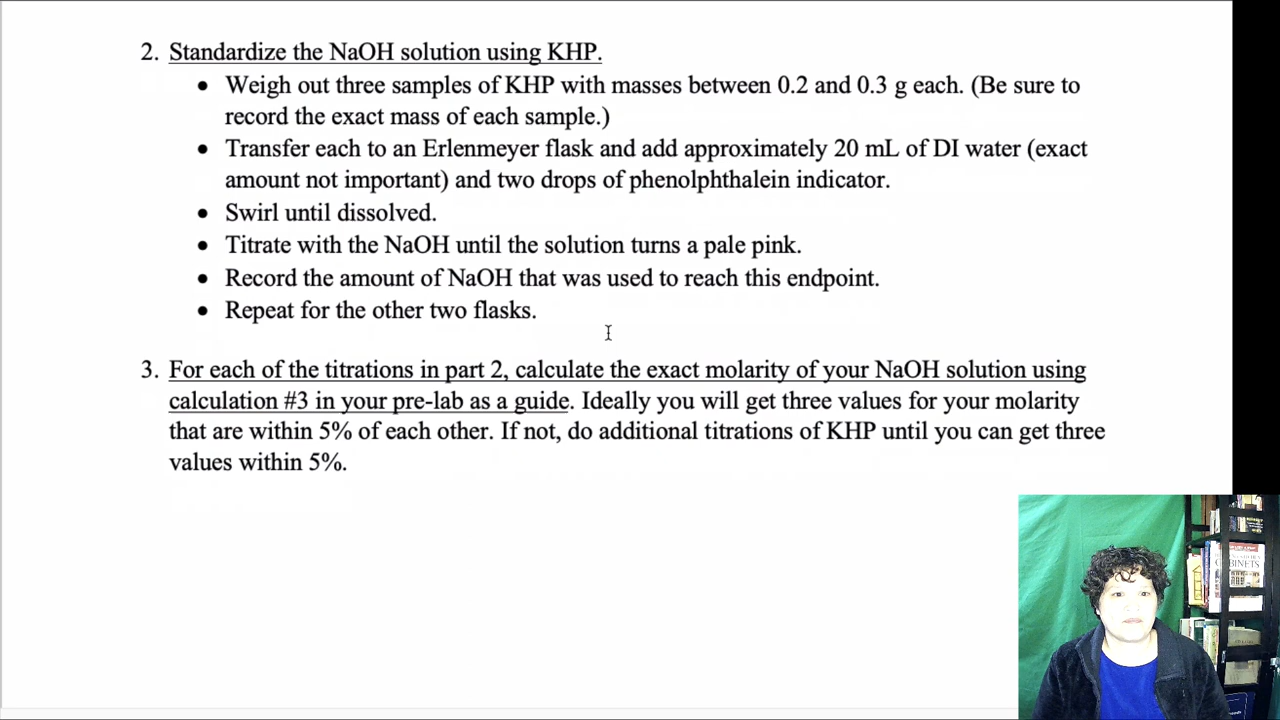 2. Standardize the NaOH solution using KHP.
• Weigh out three samples of KHP with masses between 0.2 and 0.3 g each. (Be sure to
record the exact mass of each sample.)
• Transfer each to an Erlenmeyer flask and add approximately 20 mL of DI water (exact
amount not important) and two drops of phenolphthalein indicator.
• Swirl until dissolved.
• Titrate with the NaOH until the solution turns a pale pink.
• Record the amount of NaOH that was used to reach this endpoint.
• Repeat for the other two flasks.
3. For each of the titrations in part 2, calculate the exact molarity of your NaOH solution using
calculation #3 in your pre-lab as a guide. Ideally you will get three values for your molarity
that are within 5% of each other. If not, do additional titrations of KHP until you can get three
values within 5%.